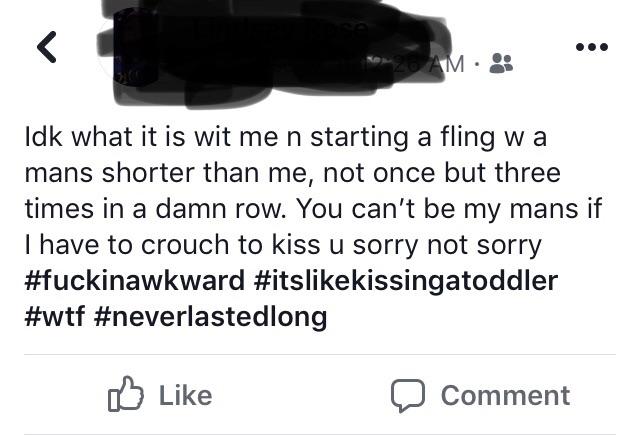 12:26 AM ·
Idk what it is wit me n starting a fling w a
mans shorter than me, not once but three
times in a damn row. You can't be my mans if
I have to crouch to kiss u sorry not sorry
#fuckinawkward #itslikekissingatoddler
#wtf #neverlastedlong
Like
Comment